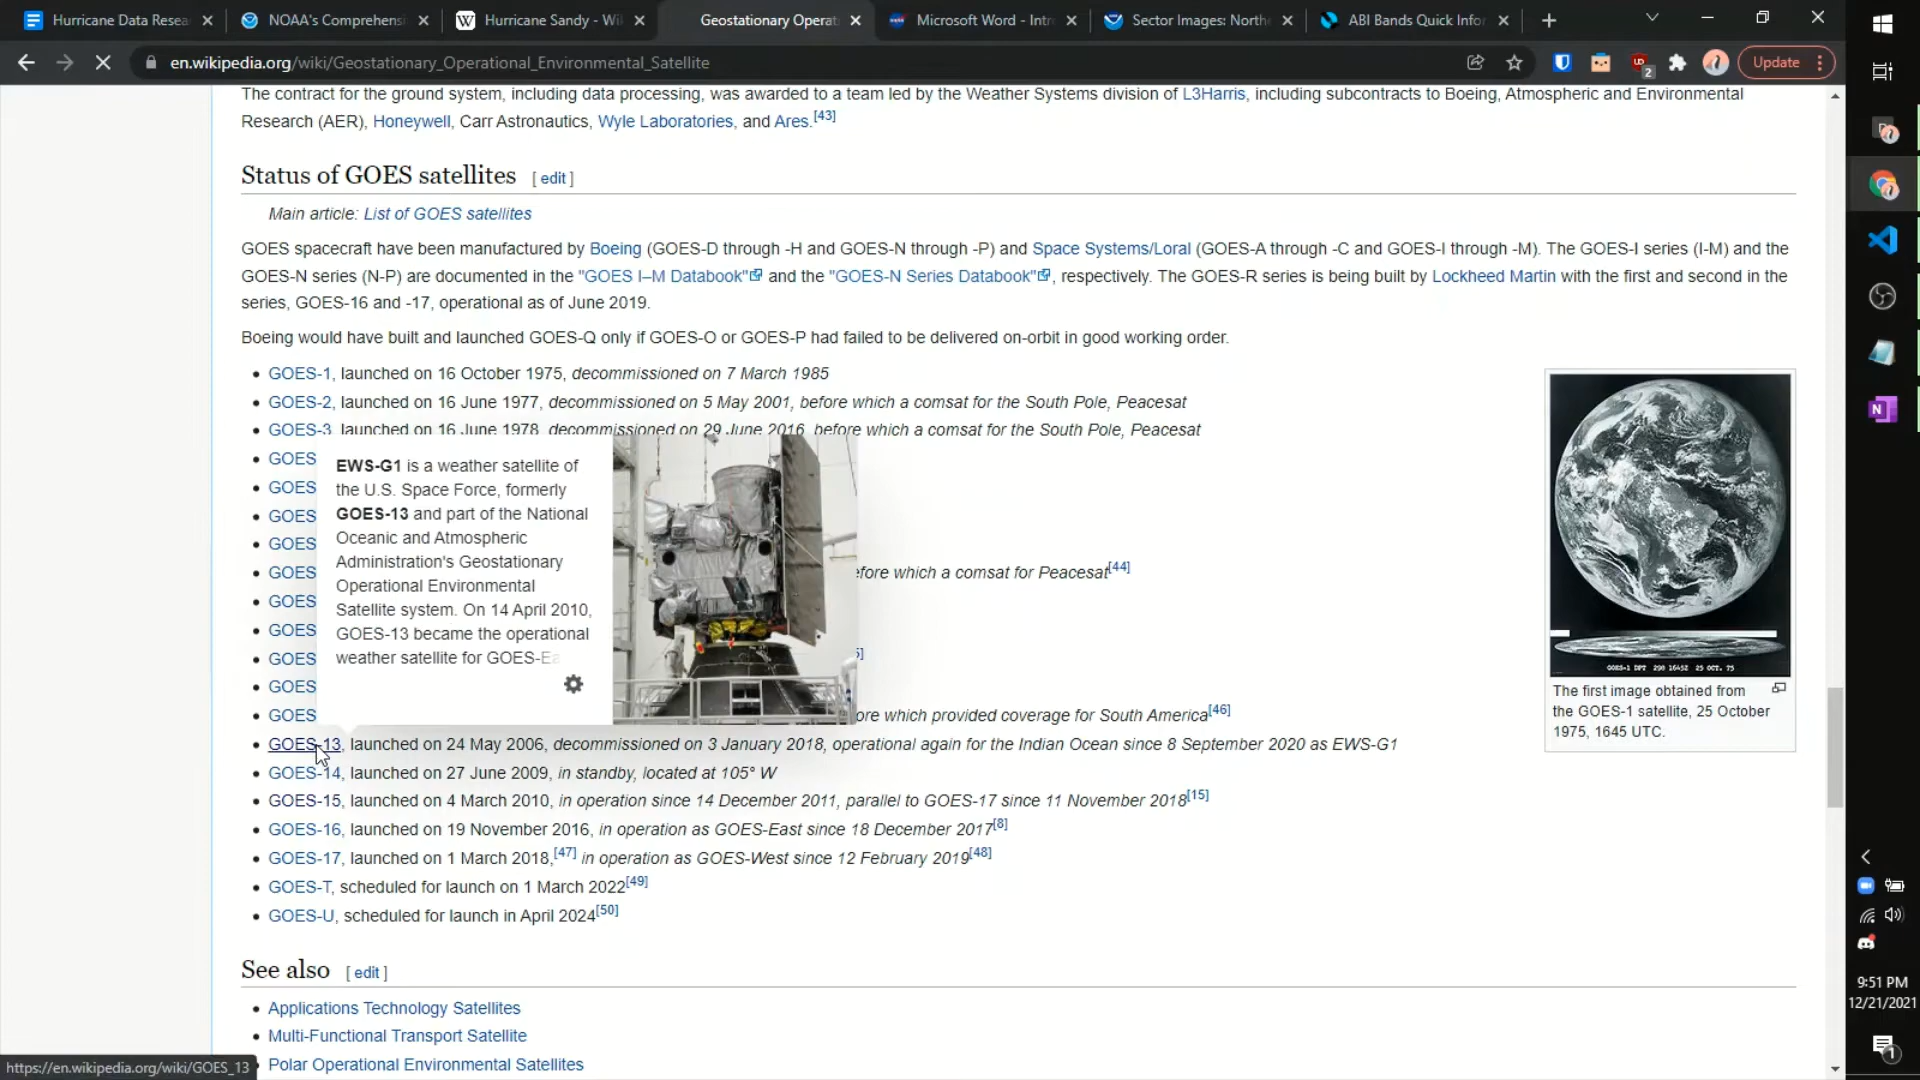 Hurricane Data Resea
NOAA's Comprehensi
Hurricane Sandy - Wi
Geostationary Operat
Microsoft Word - Intr
Sector Images: North
ABI Bands Quick Info
en.wikipedia.org/wiki/Geostationary_Operational_Environmental_Satellite
2
Update
The contract for the ground system, including data processing, was awarded to a team led by the Weather Systems division of L3Harris, including subcontracts to Boeing, Atmospheric and Environmental
Research (AER), Honeywell, Carr Astronautics, Wyle Laboratories, and Ares.[43]
Status of GOES satellites [ edit ]
Main article: List of GOES satellites
GOES spacecraft have been manufactured by Boeing (GOES-D through -H and GOES-N through -P) and Space Systems/Loral (GOES-A through -C and GOES-I through -M). The GOES-I series (I-M) and the
GOES-N series (N-P) are documented in the "GOES I–M Databook" and the "GOES-N Series Databook", respectively. The GOES-R series is being built by Lockheed Martin with the first and second in the
series, GOES-16 and -17, operational as of June 2019.
Boeing would have built and launched GOES-Q only if GOES-O or GOES-P had failed to be delivered on-orbit in good working order.
GOES-1, launched on 16 October 1975, decommissioned on 7 March 1985
GOES-2, launched on 16 June 1977, decommissioned on 5 May 2001, before which a comsat for the South Pole, Peacesat
GOES-3, launched on 16 June 1978, decommissioned on 29 June 2016, before which a comsat for the South Pole, Peacesat
GOES
GOES
GOES
GOES
GOES
efore which a comsat for Peacesat[44]
GOES
GOES
GOES
5]
GOES
GOES
ore which provided coverage for South America[46]
EWS-G1 is a weather satellite of
the U.S. Space Force, formerly
GOES-13 and part of the National
Oceanic and Atmospheric
Administration's Geostationary
Operational Environmental
Satellite system. On 14 April 2010,
GOES-13 became the operational
weather satellite for GOES-Ea
GOES-13, launched on 24 May 2006, decommissioned on 3 January 2018, operational again for the Indian Ocean since 8 September 2020 as EWS-G1
GOES-14, launched on 27 June 2009, in standby, located at 105° W
GOES-15, launched on 4 March 2010, in operation since 14 December 2011, parallel to GOES-17 since 11 November 2018[15]
GOES-16, launched on 19 November 2016, in operation as GOES-East since 18 December 2017[8]
GOES-17, launched on 1 March 2018,[47] in operation as GOES-West since 12 February 2019[48]
GOES-T, scheduled for launch on 1 March 2022[49]
GOES-U, scheduled for launch in April 2024[50]
GOES-1 DPT 298 1645Z 25 OCT. 75
The first image obtained from
the GOES-1 satellite, 25 October
1975, 1645 UTC.
See also [ edit ]
Applications Technology Satellites
Multi-Functional Transport Satellite
Polar Operational Environmental Satellites
https://en.wikipedia.org/wiki/GOES_13
N
9:51 PM
12/21/2021
1